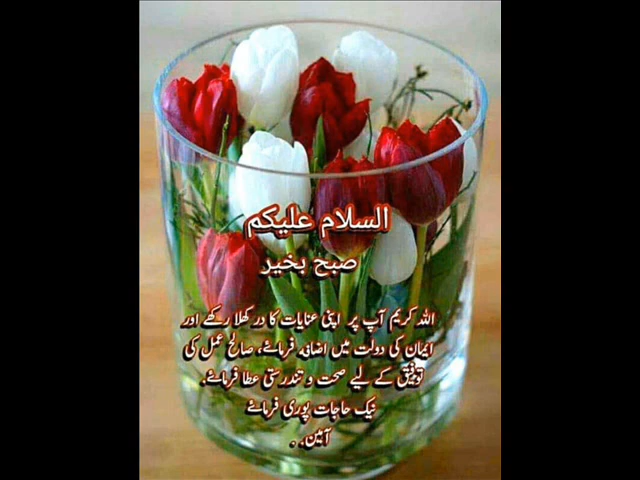 السلام علیکم
صبح بخیر
اللہ کریم آپ پر اپنی عنایات کا در کھلا رکھے اور
ایمان کی دولت میں اضافہ فرمائے، صالح عمل کی
توفیق کے لیے صحت و تندرستی عطا فرمائے.
نیک حاجات پوری فرمائے
آمین. .